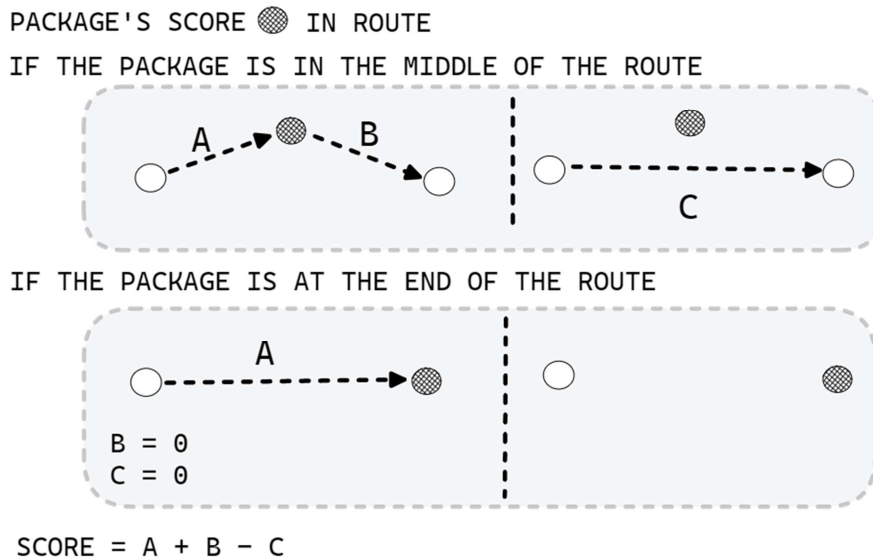 PACKAGE'S SCORE IN ROUTE
IF THE PACKAGE IS IN THE MIDDLE OF THE ROUTE
A
B
C
IF THE PACKAGE IS AT THE END OF THE ROUTE
A
B = 0
C = 0
SCORE = A + B - C